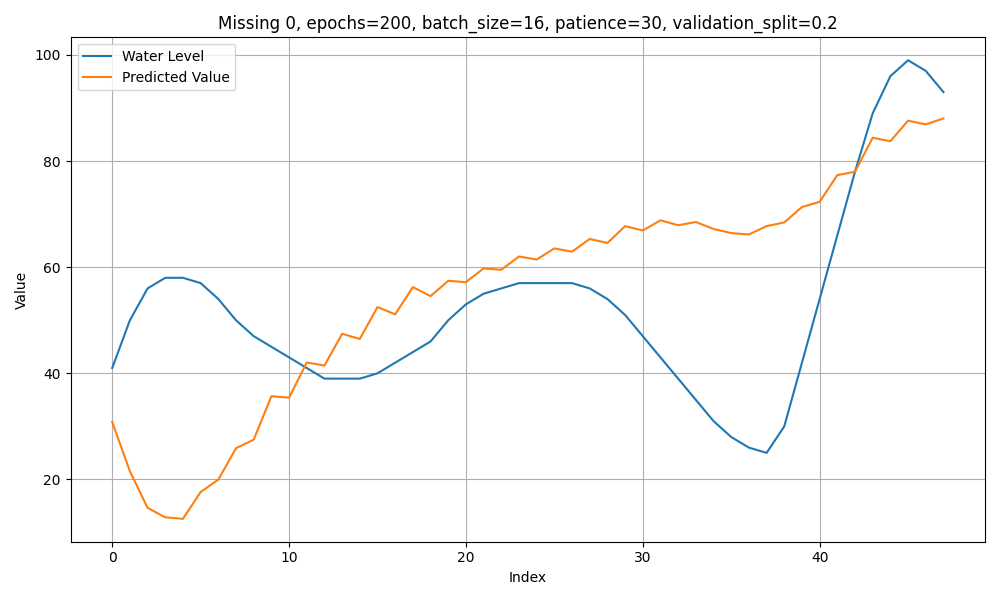 Missing 0, epochs=200, batch_size=16, patience=30, validation_split=0.2
Water Level
Predicted Value
Value
100
80
60
40
20
0 10 20 30 40
Index